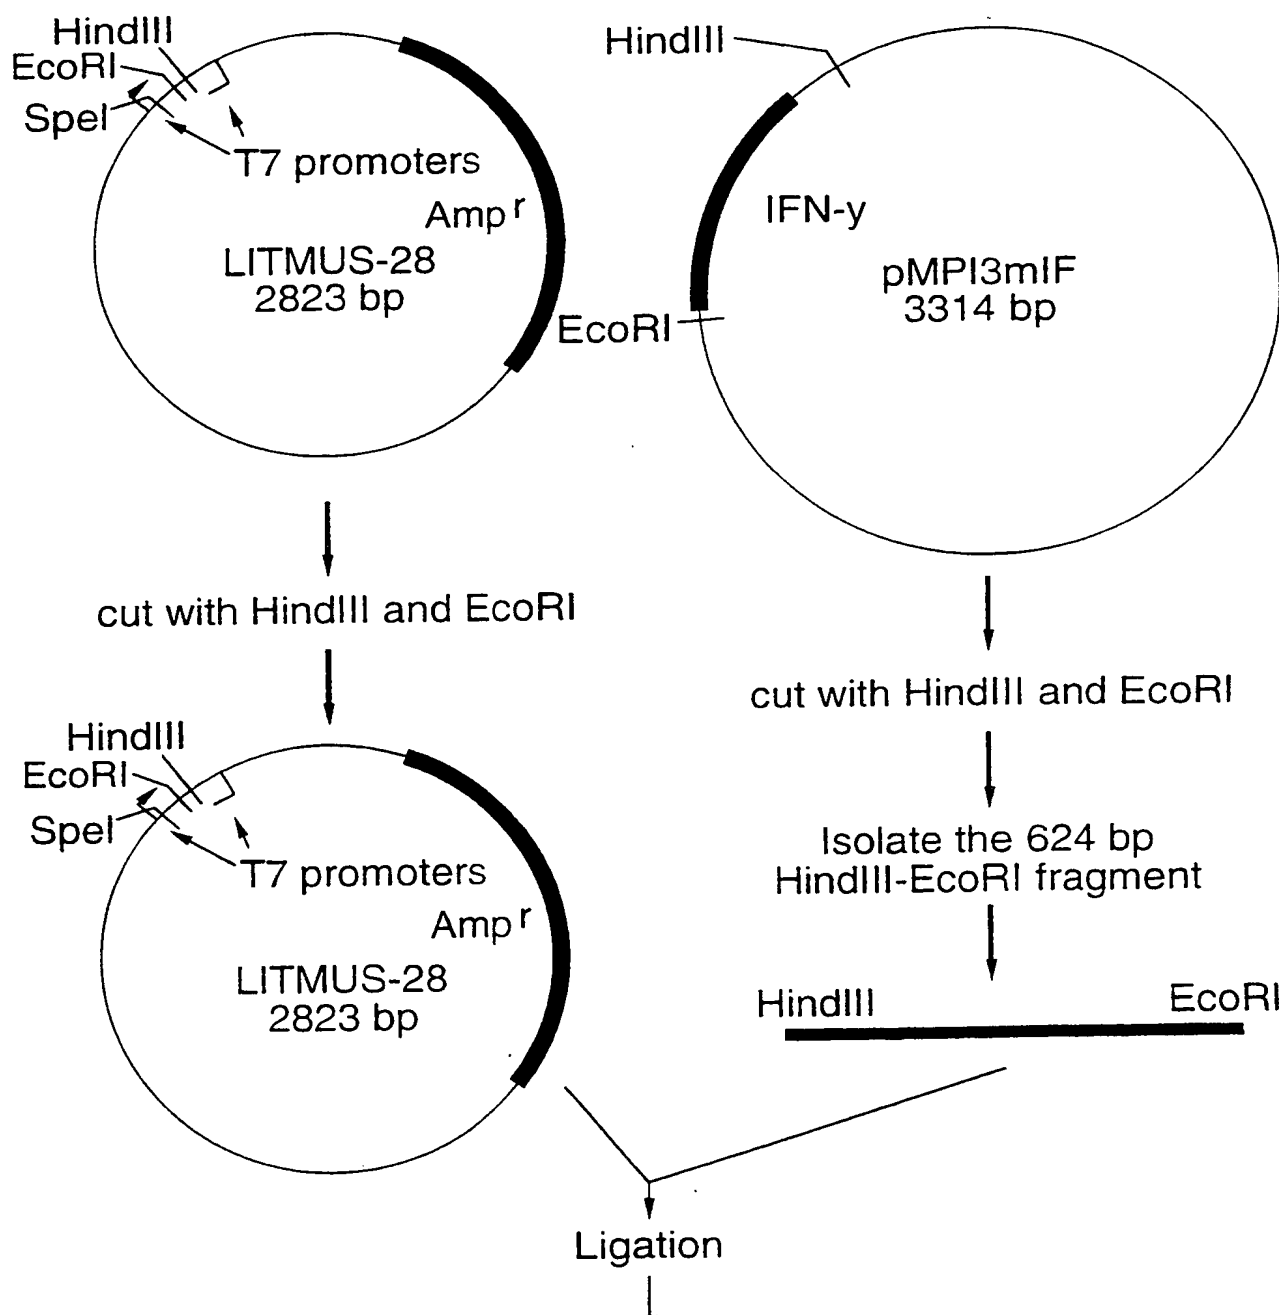 HindIII
EcoRI
SpeI
T7 promoters
Amp r
LITMUS-28
2823 bp
HindIII
IFN-y
pMPI3mIF
3314 bp
EcoRI
cut with HindIII and EcoRI
cut with HindIII and EcoRI
HindIII
EcoRI
SpeI
T7 promoters
Amp r
LITMUS-28
2823 bp
Isolate the 624 bp
HindIII-EcoRI fragment
HindIII
EcoRI
Ligation